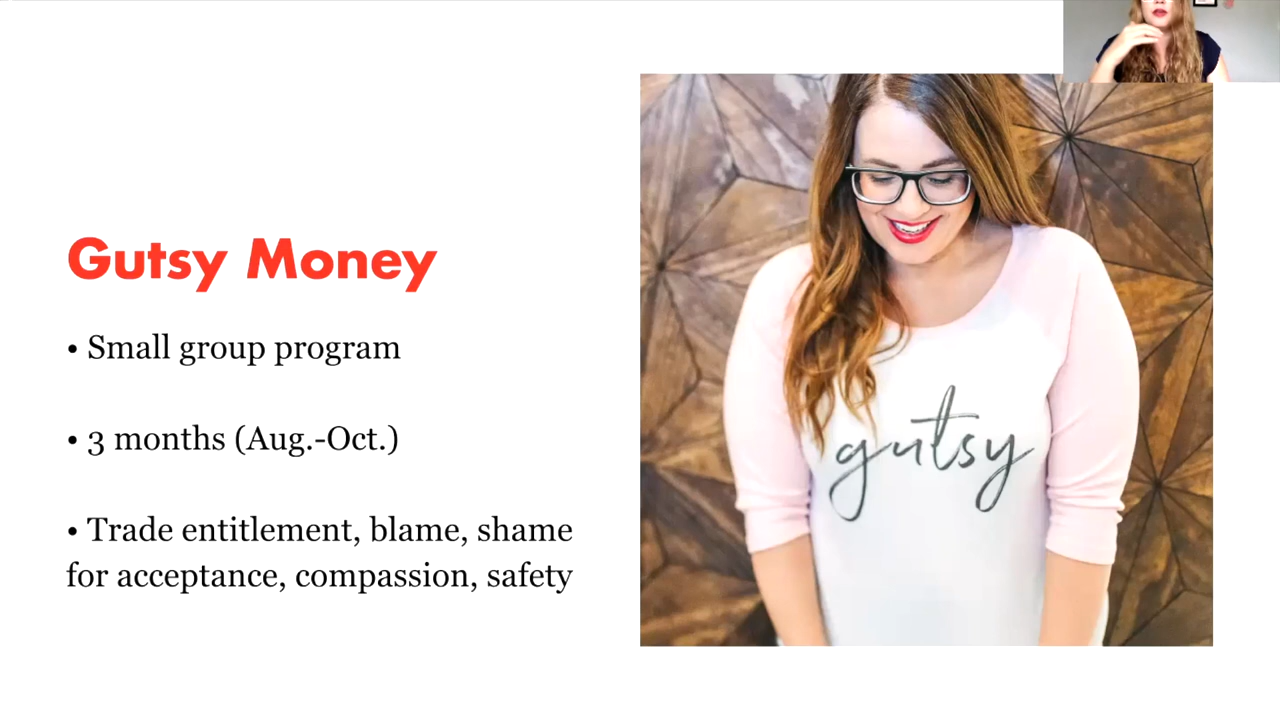 Gutsy Money
• Small group program
• 3 months (Aug.-Oct.)
• Trade entitlement, blame, shame
for acceptance, compassion, safety
gutsy